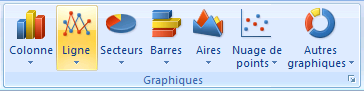 Colonne Ligne Secteurs Barres Aires Nuage de Autres
points graphiques
Graphiques